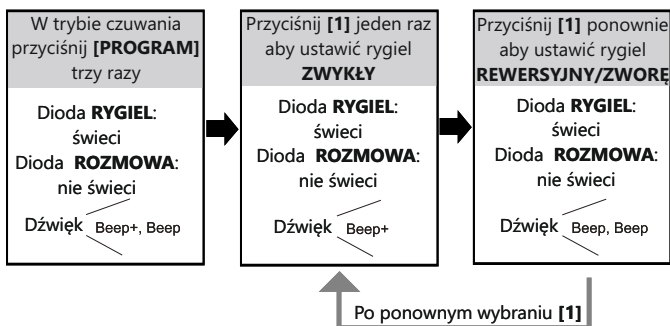 W trybie czuwania
przyciśnij [PROGRAM]
trzy razy
Dioda RYGIEL:
świeci
Dioda ROZMOWA:
nie świeci
Dźwięk Beep+, Beep
Przyciśnij [1] jeden raz
aby ustawić rygiel
ZWYKŁY
Dioda RYGIEL:
świeci
Dioda ROZMOWA:
nie świeci
Dźwięk Beep+
Przyciśnij [1] ponownie
aby ustawić rygiel
REWERSYJNY/ZWORĘ
Dioda RYGIEL:
świeci
Dioda ROZMOWA:
nie świeci
Dźwięk Beep, Beep
Po ponownym wybraniu [1]